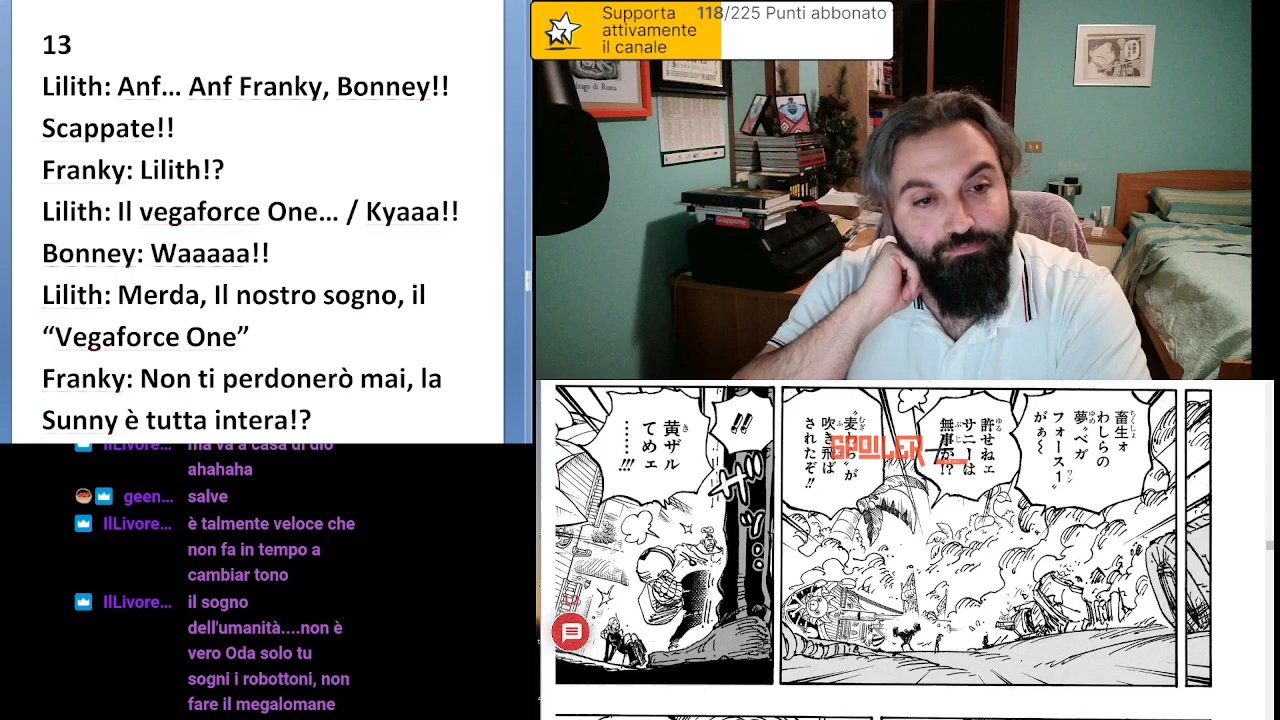 13
Lilith: Anf... Anf Franky, Bonney!!
Scappate!!
Franky: Lilith!?
Lilith: Il vegaforce One... / Kyaaa!!
Bonney: Waaaaa!!
Lilith: Merda, Il nostro sogno, il
“Vegaforce One”
Franky: Non ti perdonerò mai, la
Sunny è tutta intera!?
IlLivore… ma va a casa di dio
ahahaha
geen… salve
IlLivore… è talmente veloce che
non fa in tempo a
cambiar tono
IlLivore… il sogno
dell'umanità....non è
vero Oda solo tu
sogni i robottoni, non
fare il megalomane
Supporta
attivamente
il canale
118/225 Punti abbonato
Giappone
畜生ォ
わしらの
夢〝ベガ
フォース1〟
がぁ〜
許せねェ
サニーは
無事か!?
吹き飛ば
されたぞ!!
SPOILER
!!
黄ザル
てめェ
……!!!